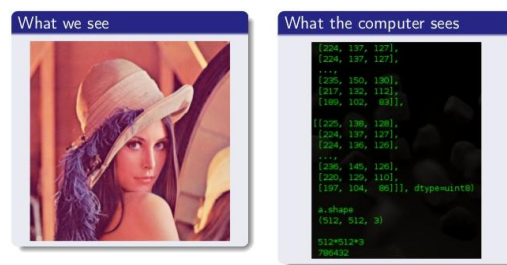 What we see
What the computer sees
[224, 137, 127],
[224, 137, 127],
...,
[235, 150, 130],
[217, 132, 112],
[189, 102, 83]],
[[225, 138, 128],
[224, 137, 127],
[224, 136, 126],
...,
[236, 145, 126],
[220, 129, 110],
[197, 104, 86]]], dtype=uint8)
a.shape
(512, 512, 3)
512*512*3
786432